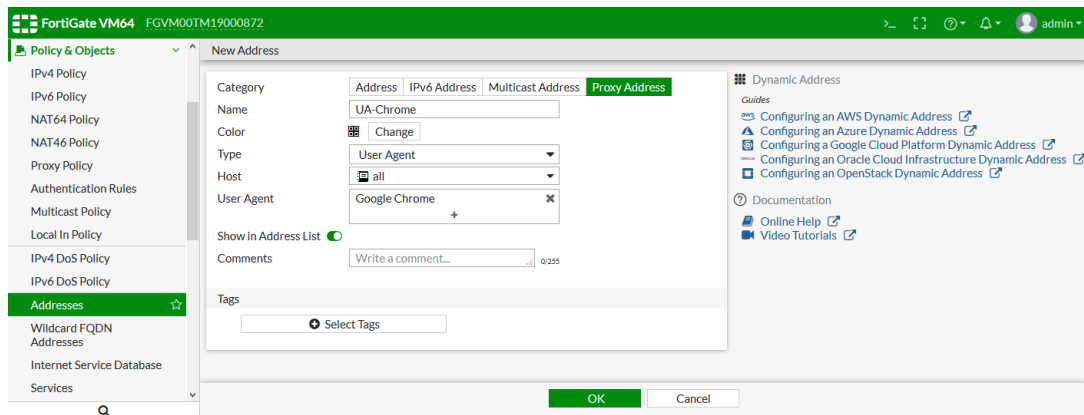 FortiGate VM64 FGVM00TM19000872
admin
Policy & Objects
IPv4 Policy
IPv6 Policy
NAT64 Policy
NAT46 Policy
Proxy Policy
Authentication Rules
Multicast Policy
Local In Policy
IPv4 DoS Policy
IPv6 DoS Policy
Addresses
Wildcard FQDN
Addresses
Internet Service Database
Services
New Address
Category Address IPv6 Address Multicast Address Proxy Address
Name UA-Chrome
Color Change
Type User Agent
Host all
User Agent Google Chrome
+
Show in Address List
Comments Write a comment... 0/255
Tags
Select Tags
OK Cancel
Dynamic Address
Guides
aws Configuring an AWS Dynamic Address
Configuring an Azure Dynamic Address
Configuring a Google Cloud Platform Dynamic Address
Configuring an Oracle Cloud Infrastructure Dynamic Address
Configuring an OpenStack Dynamic Address
Documentation
Online Help
Video Tutorials